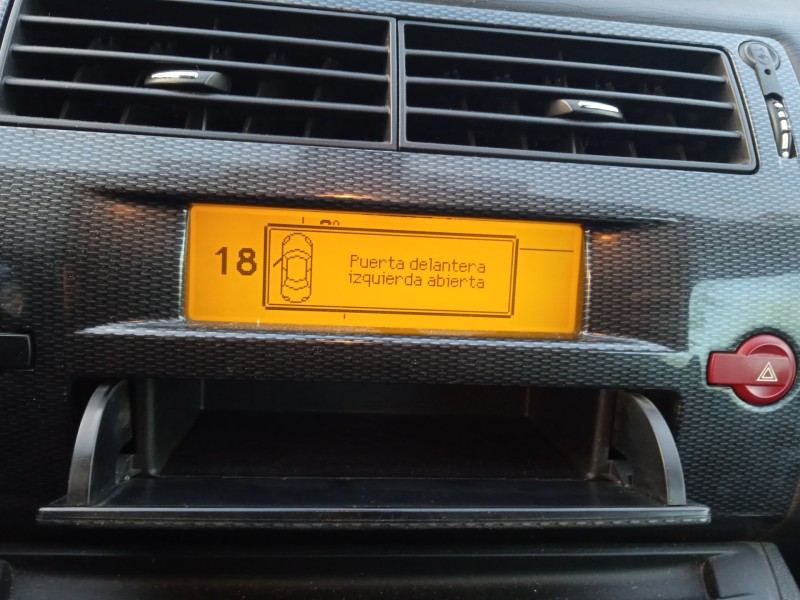 18
Puerta delantera
izquierda abierta